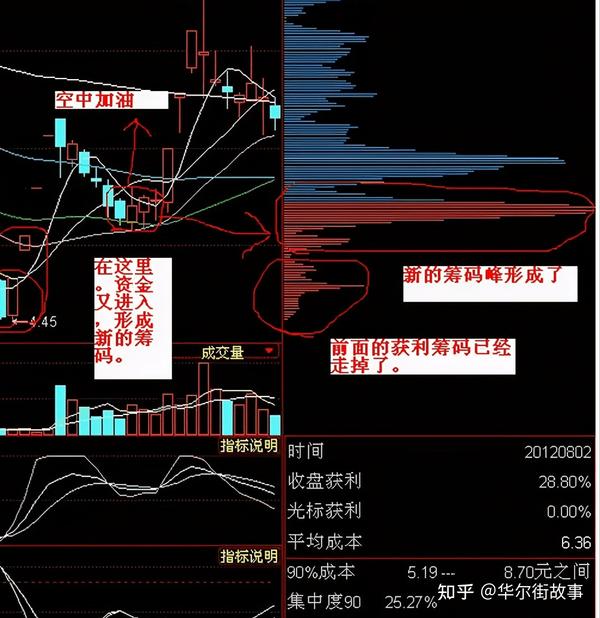 空中加油
在这里
。资金
又进入
，形成
新的筹
码。
4.45
新的筹码峰形成了
前面的获利筹码已经
走掉了。
成交量
指标说明
指标说明
时间 20120802
收盘获利 28.80%
光标获利 0.00%
平均成本 6.36
90%成本 5.19 --- 8.70元之间
集中度90 25.27%
知乎 @华尔街故事